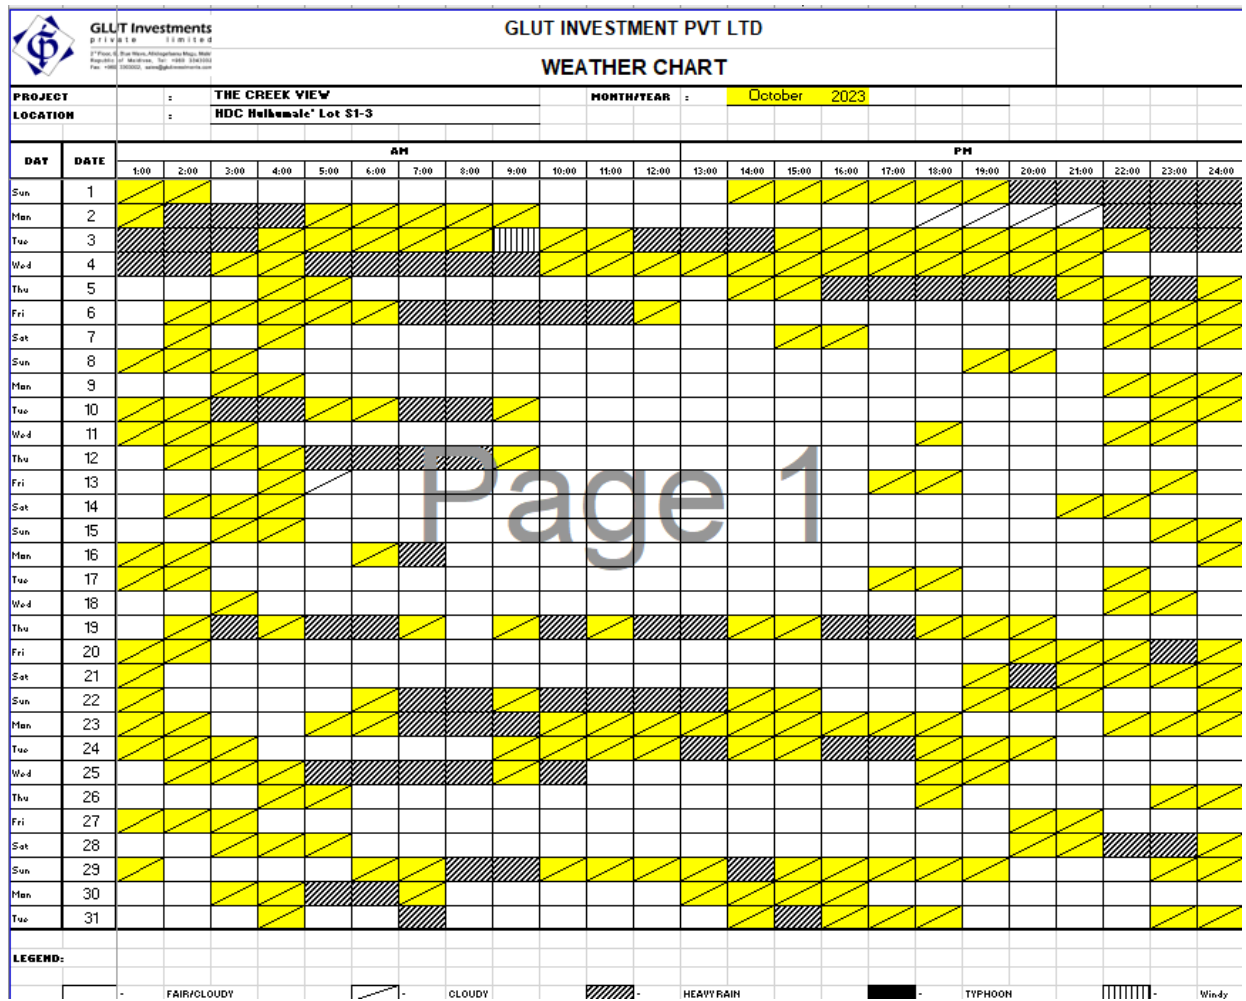 GLUT Investments
private limited
GLUT INVESTMENT PVT LTD
WEATHER CHART
PROJECT : THE CREEK VIEW MONTH/YEAR : October 2023
LOCATION : HDC Hulhumale' Lot S1-3
DAT DATE AM PM
1:00 2:00 3:00 4:00 5:00 6:00 7:00 8:00 9:00 10:00 11:00 12:00 13:00 14:00 15:00 16:00 17:00 18:00 19:00 20:00 21:00 22:00 23:00 24:00
Sun 1
Mon 2
Tue 3
Wed 4
Thu 5
Fri 6
Sat 7
Sun 8
Mon 9
Tue 10
Wed 11
Thu 12
Fri 13
Sat 14
Sun 15
Mon 16
Tue 17
Wed 18
Thu 19
Fri 20
Sat 21
Sun 22
Mon 23
Tue 24
Wed 25
Thu 26
Fri 27
Sat 28
Sun 29
Mon 30
Tue 31
Page 1
LEGEND:
- FAIR/CLOUDY - CLOUDY - HEAVY RAIN - TYPHOON - Windy